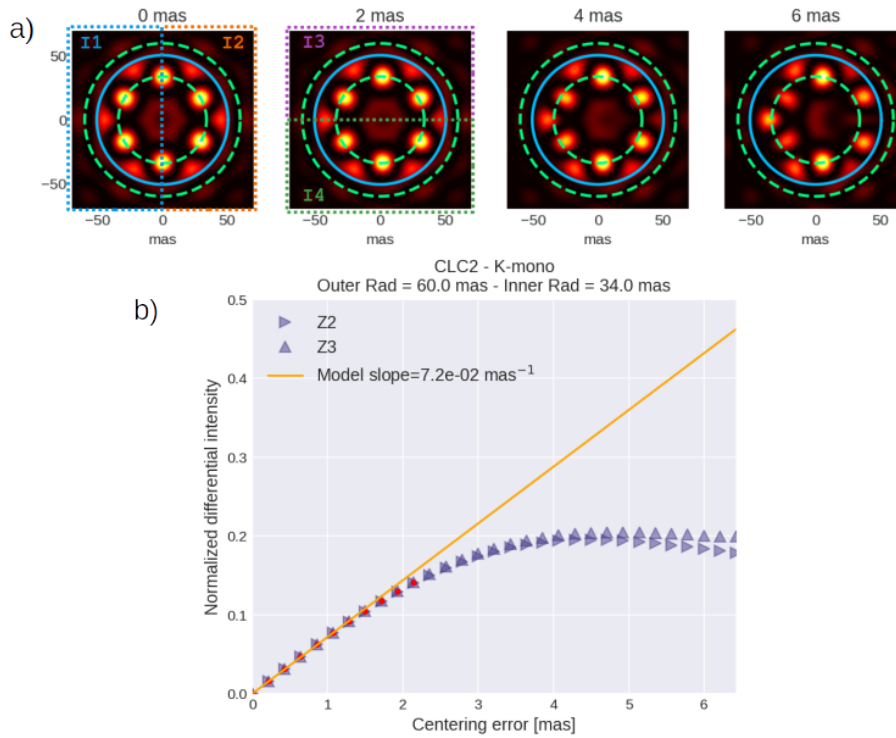 a)
0 mas
2 mas
4 mas
6 mas
I1
I2
I3
I4
50
0
−50
−50 0 50
−50 0 50
−50 0 50
−50 0 50
mas
mas
mas
mas
b)
CLC2 - K-mono
Outer Rad = 60.0 mas - Inner Rad = 34.0 mas
Z2
Z3
Model slope=7.2e-02 mas⁻¹
Normalized differential intensity
0.5
0.4
0.3
0.2
0.1
0.0
0 1 2 3 4 5 6
Centering error [mas]